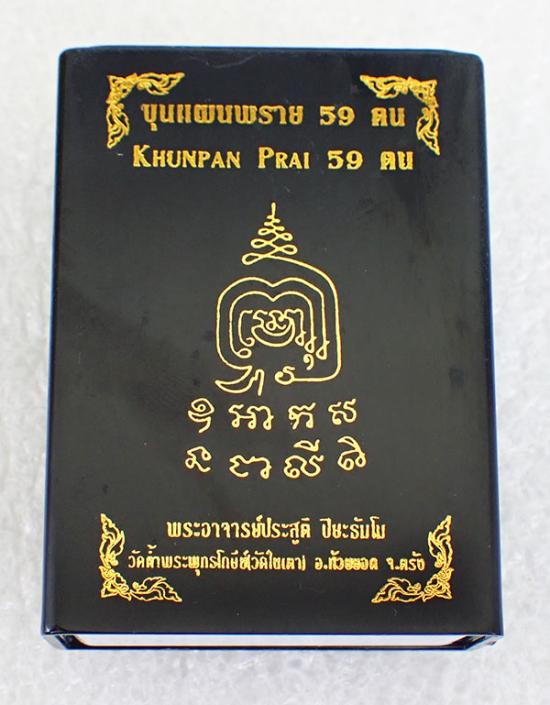 ขุนแผนพราย 59 ตน
KHUNPAN PRAI 59 ตน
พระอาจารย์ประสูติ ปิยะธัมโม
วัดถ้ำพระพุทธโกษีย์(วัดในเตา) อ.ห้วยยอด จ.ตรัง